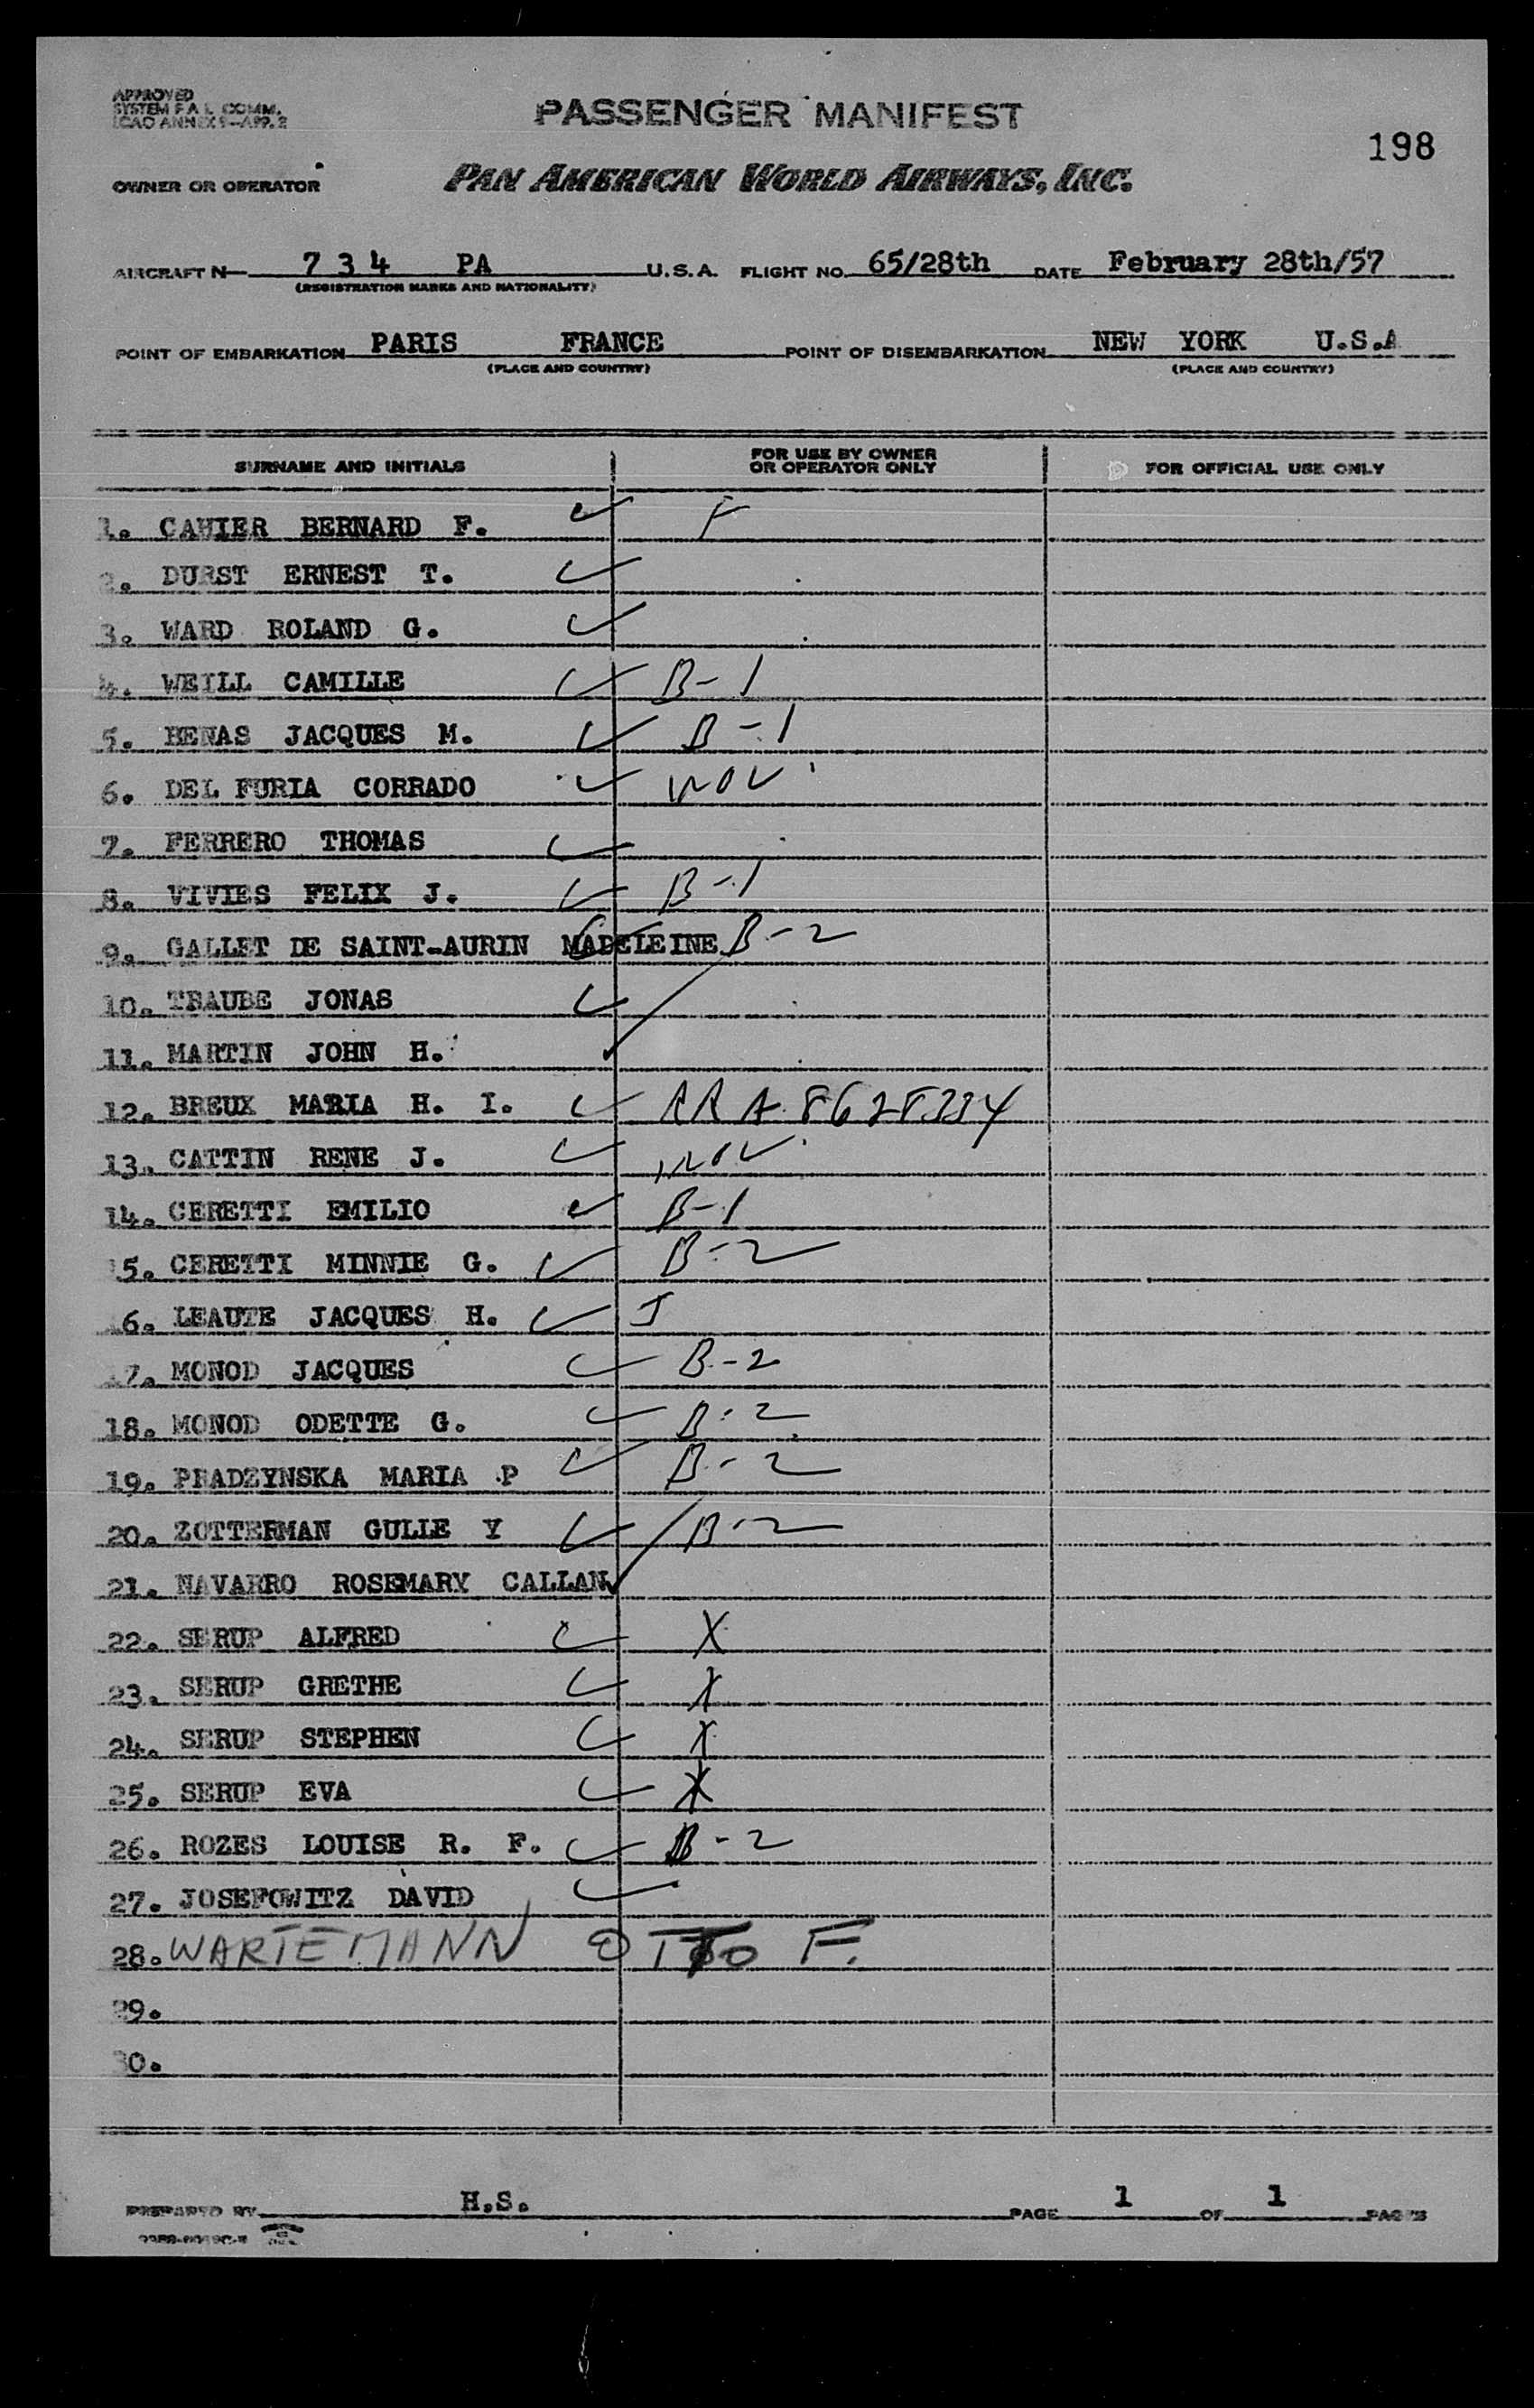 APPROVED
SYSTEM F A L COMM.
ICAO ANNEX 9-APP. 2
PASSENGER MANIFEST
198
OWNER OR OPERATOR PAN AMERICAN WORLD AIRWAYS, INC.
AIRCRAFT N 7 3 4 PA U.S.A. FLIGHT NO. 65/28th DATE February 28th/57
(REGISTRATION MARKS AND NATIONALITY)
POINT OF EMBARKATION PARIS FRANCE POINT OF DISEMBARKATION NEW YORK U.S.A
(PLACE AND COUNTRY) (PLACE AND COUNTRY)
SURNAME AND INITIALS FOR USE BY OWNER OR OPERATOR ONLY FOR OFFICIAL USE ONLY
1. CAHIER BERNARD F. F
2. DURST ERNEST T.
3. WARD ROLAND G.
4. WEILL CAMILLE B-1
5. BENAS JACQUES M. B-1
6. DEL FURIA CORRADO
7. FERRERO THOMAS
8. VIVIES FELIX J. B-1
9. GALLET DE SAINT-AURIN MADELEINE B-2
10. TRAUBE JONAS
11. MARTIN JOHN H.
12. BREUX MARIA H. I.
13. CATTIN RENE J.
14. CERETTI EMILIO B-1
15. CERETTI MINNIE G. B-2
16. LEAUTE JACQUES H. J
17. MONOD JACQUES B-2
18. MONOD ODETTE G. B-2
19. PRADZYNSKA MARIA P B-2
20. ZOTTERMAN GULLE Y B-2
21. NAVARRO ROSEMARY CALLAN
22. SERUP ALFRED X
23. SERUP GRETHE X
24. SERUP STEPHEN X
25. SERUP EVA X
26. ROZES LOUISE R. F. B-2
27. JOSEFOWITZ DAVID
28. WARTEMANN OTTO F.
29.
30.
PREPARED BY H.S. PAGE 1 OF 1 PAGES